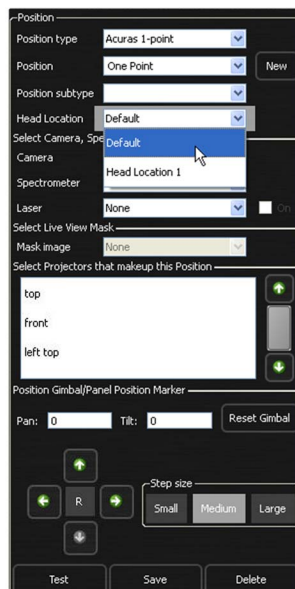 Position
Position type Acuras 1-point
Position One Point New
Position subtype
Head Location Default
Select Camera, Spe
Default
Camera
Head Location 1
Spectrometer
Laser None On
Select Live View Mask
Mask image None
Select Projectors that makeup this Position
top
front
left top
Position Gimbal/Panel Position Marker
Pan: 0 Tilt: 0 Reset Gimbal
Step size
R Small Medium Large
Test Save Delete